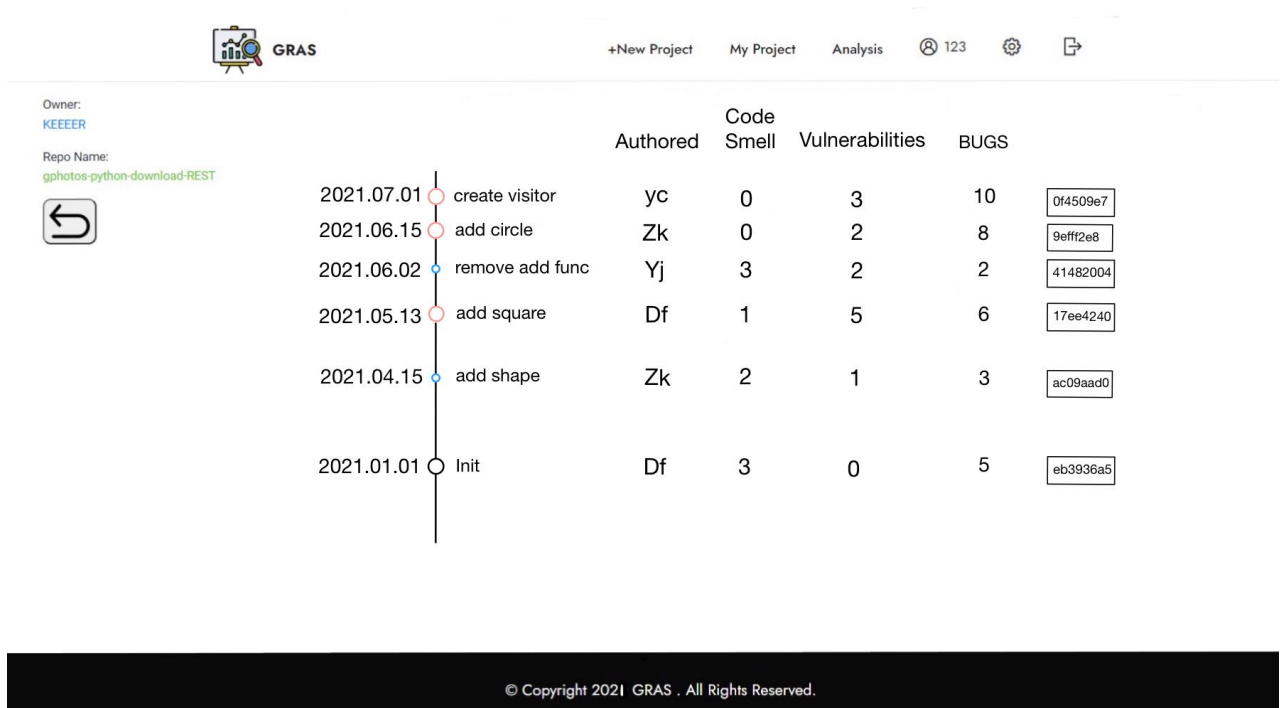 GRAS +New Project My Project Analysis 123
Owner:
KEEEER
Repo Name:
gphotos-python-download-REST
Authored Code Smell Vulnerabilities BUGS
2021.07.01 create visitor yc 0 3 10 0f4509e7
2021.06.15 add circle Zk 0 2 8 9efff2e8
2021.06.02 remove add func Yj 3 2 2 41482004
2021.05.13 add square Df 1 5 6 17ee4240
2021.04.15 add shape Zk 2 1 3 ac09aad0
2021.01.01 Init Df 3 0 5 eb3936a5
© Copyright 2021 GRAS . All Rights Reserved.